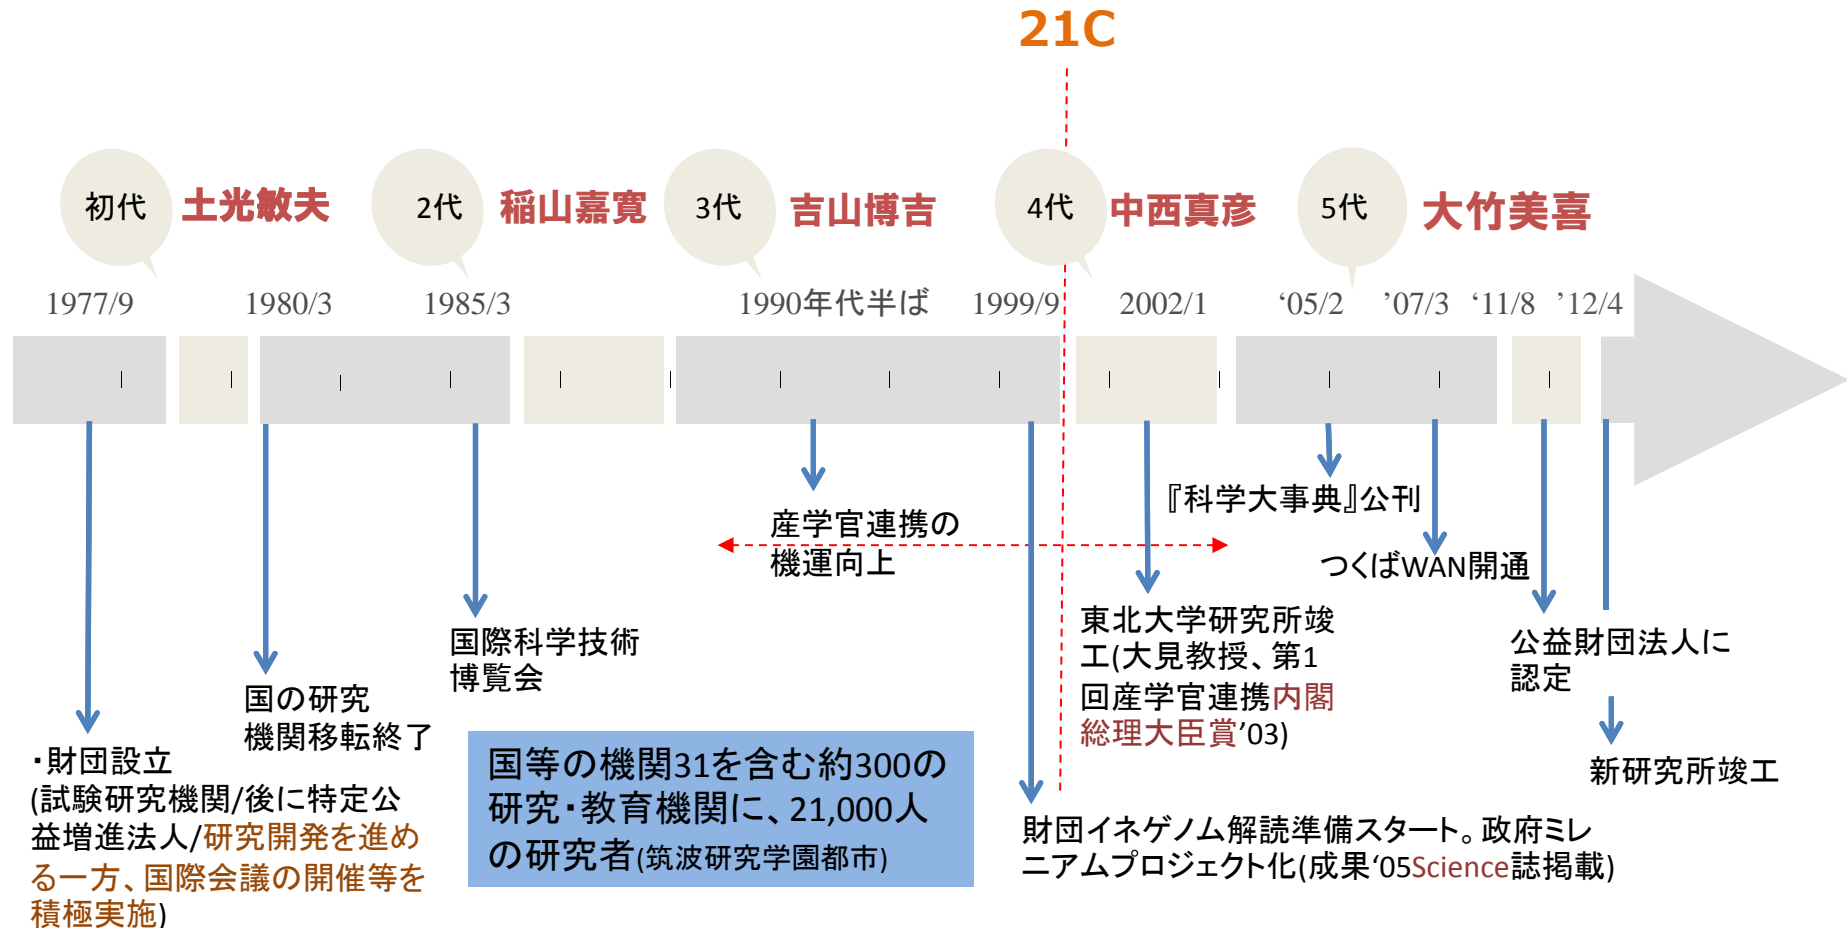 21C
初代
土光敏夫
2代
稲山嘉寛
3代
吉山博吉
4代
中西真彦
5代
大竹美喜
1977/9
1980/3
1985/3
1990年代半ば
1999/9
2002/1
‘05/2
’07/3
‘11/8
’12/4
『科学大事典』公刊
産学官連携の
機運向上
つくばWAN開通
国際科学技術
博覧会
東北大学研究所竣
工(大見教授、第1
回産学官連携内閣
総理大臣賞’03)
公益財団法人に
認定
国の研究
機関移転終了
新研究所竣工
・財団設立
(試験研究機関/後に特定公
益増進法人/研究開発を進め
る一方、国際会議の開催等を
積極実施)
国等の機関31を含む約300の
研究・教育機関に、21,000人
の研究者(筑波研究学園都市)
財団イネゲノム解読準備スタート。政府ミレ
ニアムプロジェクト化(成果‘05Science誌掲載)